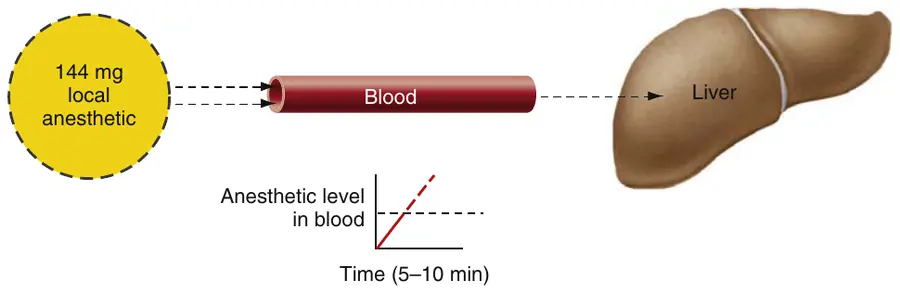 144 mg
local
anesthetic
Blood
Liver
Anesthetic level
in blood
Time (5–10 min)